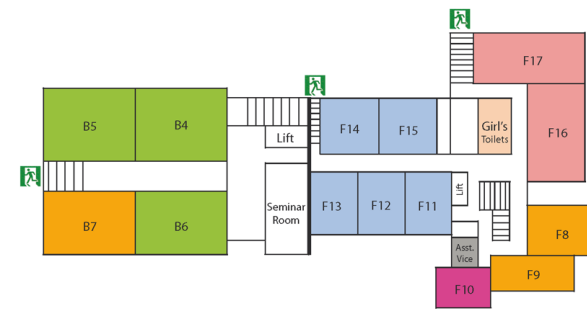 F17
B5
B4
F14
F15
Girl's
Toilets
F16
Lift
Seminar
Room
F13
F12
F11
Lift
B7
B6
F8
Asst.
Vice
F9
F10